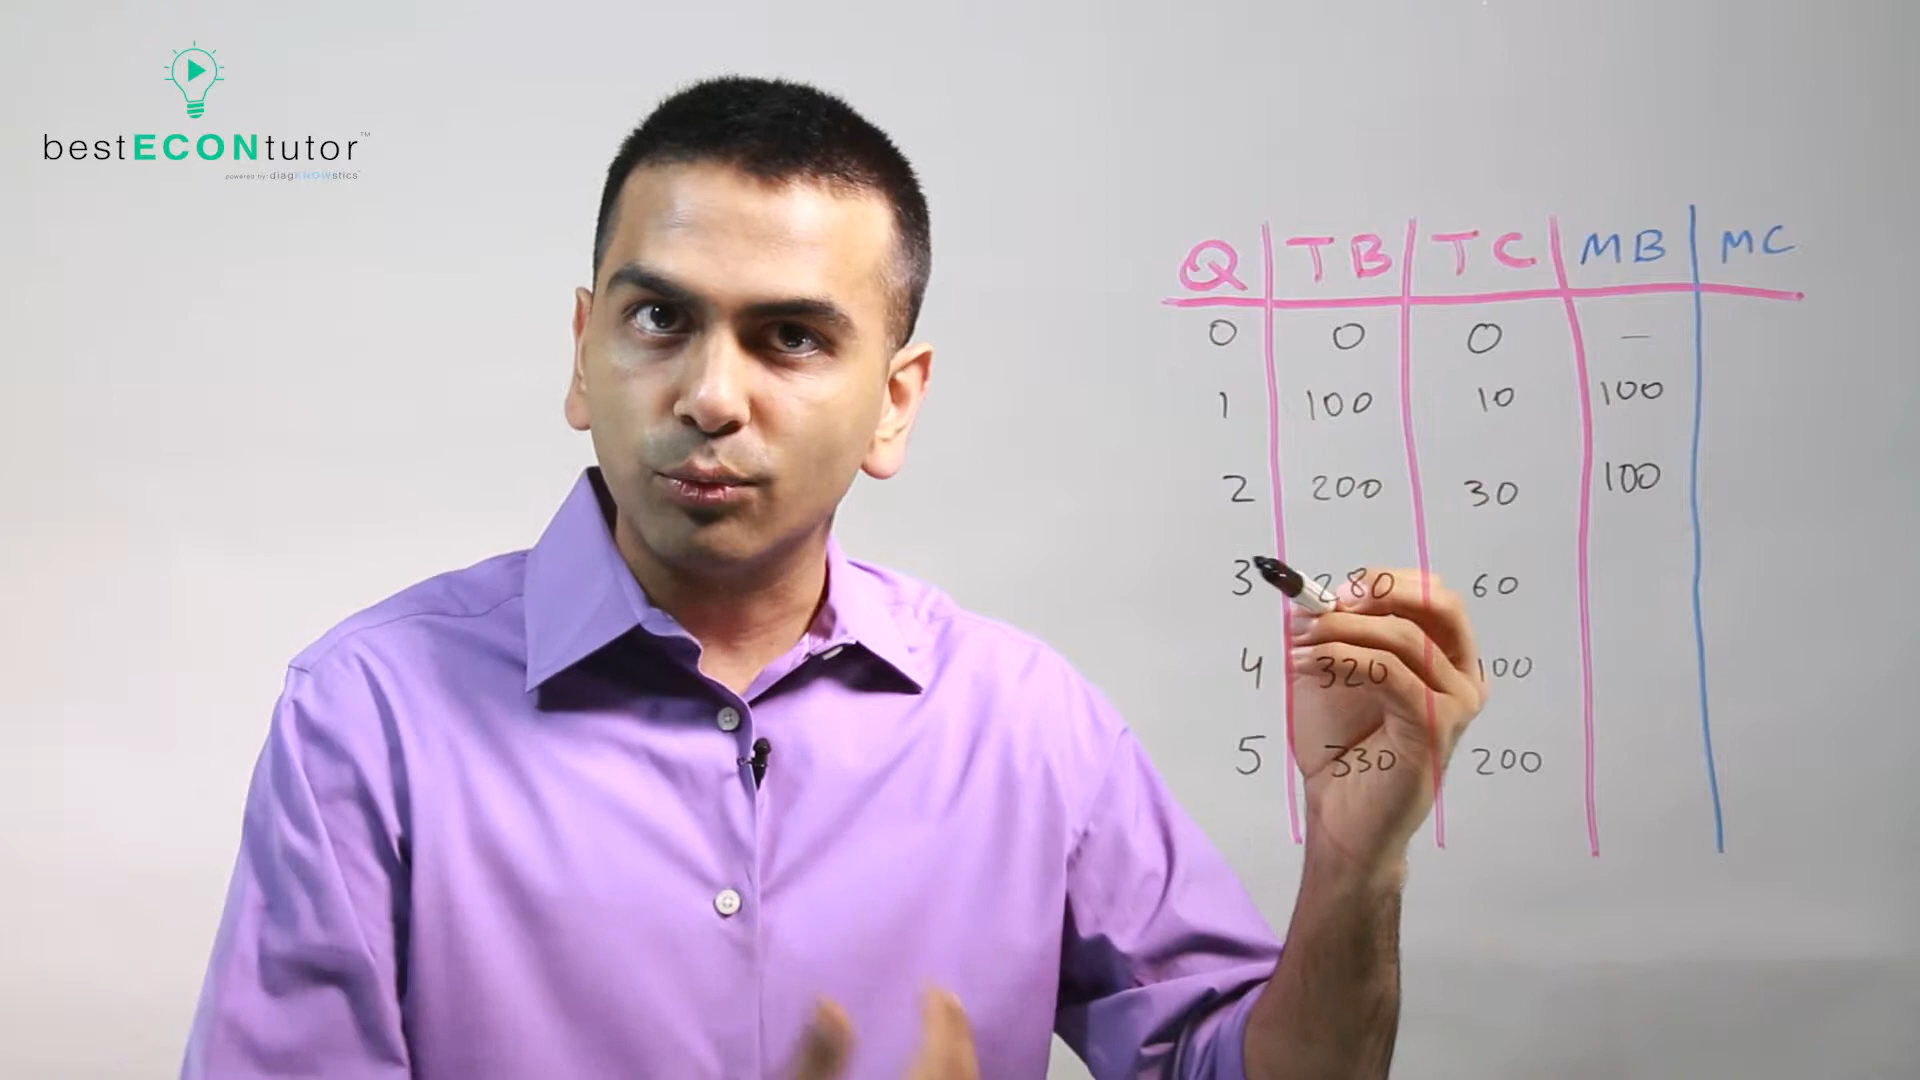 bestECONtutor™
powered by: diagKNOWstics
Q TB TC MB MC
0 0 0 —
1 100 10 100
2 200 30 100
3 280 60
4 320 100
5 330 200